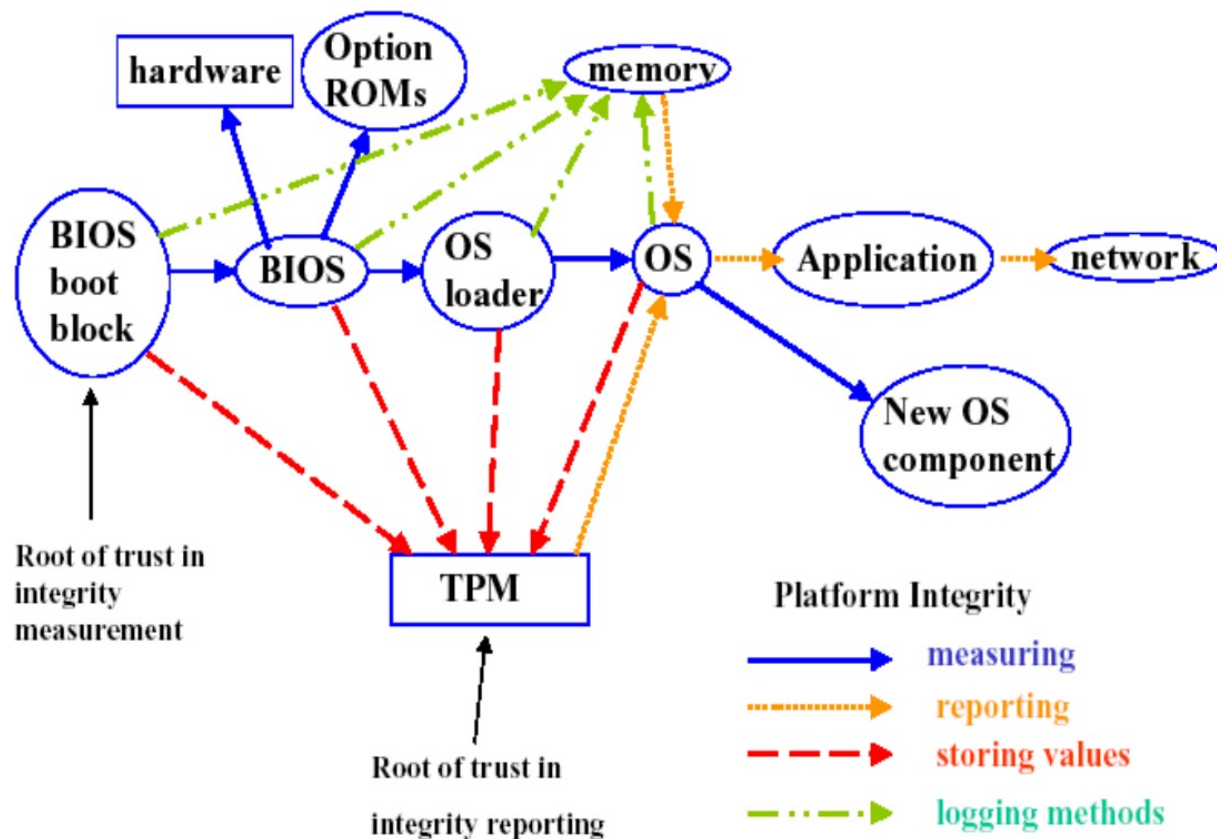 hardware
Option
ROMs
memory
BIOS
boot
block
BIOS
OS
loader
OS
Application
network
New OS
component
Root of trust in
integrity
measurement
TPM
Root of trust in
integrity reporting
Platform Integrity
measuring
reporting
storing values
logging methods